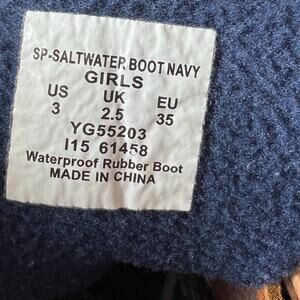 SP-SALTWATER BOOT NAVY
GIRLS
US UK EU
3 2.5 35
YG55203
I15 61458
Waterproof Rubber Boot
MADE IN CHINA